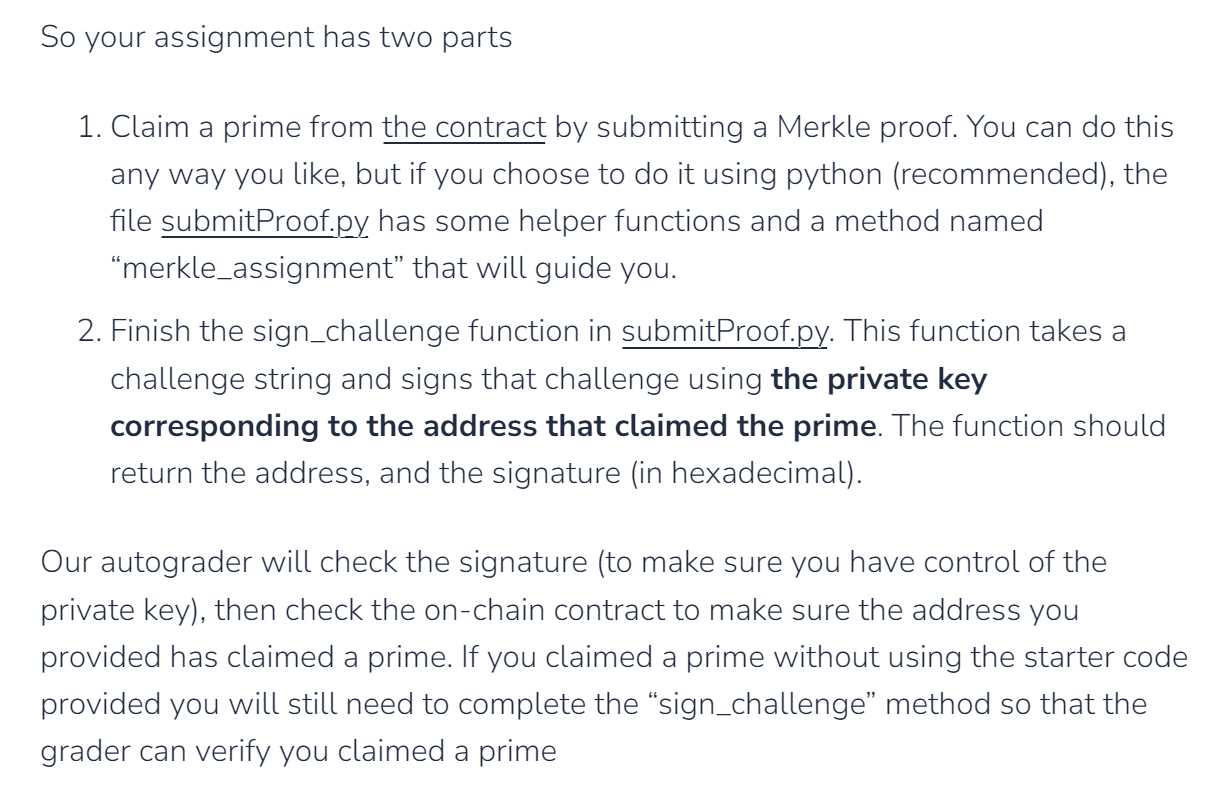 So your assignment has two parts
1. Claim a prime from the contract by submitting a Merkle proof. You can do this
any way you like, but if you choose to do it using python (recommended), the
file submitProof.py has some helper functions and a method named
“merkle_assignment” that will guide you.
2. Finish the sign_challenge function in submitProof.py. This function takes a
challenge string and signs that challenge using the private key
corresponding to the address that claimed the prime. The function should
return the address, and the signature (in hexadecimal).
Our autograder will check the signature (to make sure you have control of the
private key), then check the on-chain contract to make sure the address you
provided has claimed a prime. If you claimed a prime without using the starter code
provided you will still need to complete the “sign_challenge” method so that the
grader can verify you claimed a prime